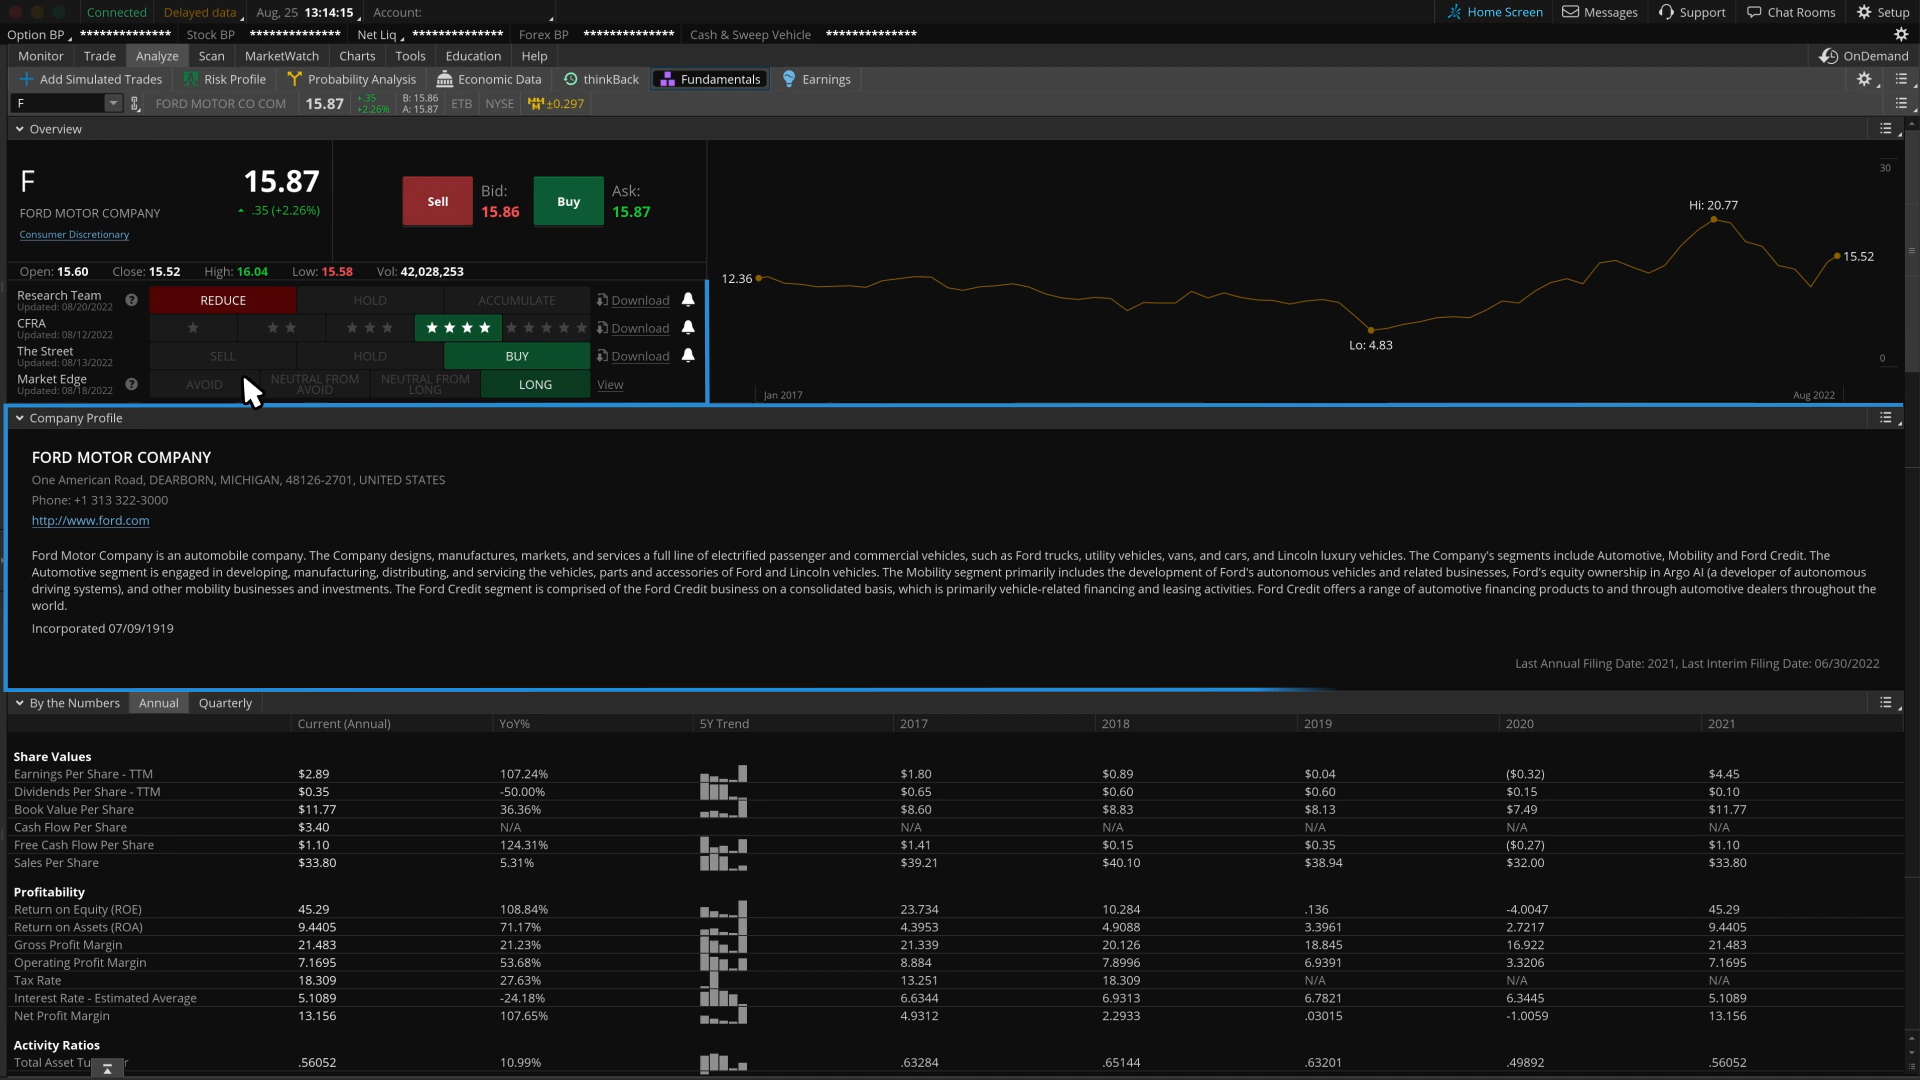 Connected Delayed data Aug, 25 13:14:15 Account: Home Screen Messages Support Chat Rooms Setup
Option BP ************** Stock BP ************** Net Liq ************** Forex BP ************** Cash & Sweep Vehicle **************
Monitor Trade Analyze Scan MarketWatch Charts Tools Education Help OnDemand
Add Simulated Trades Risk Profile Probability Analysis Economic Data thinkBack Fundamentals Earnings
F FORD MOTOR CO COM 15.87 +.35 +2.26% B: 15.86 A: 15.87 ETB NYSE ±0.297
Overview
F 15.87
FORD MOTOR COMPANY .35 (+2.26%)
Consumer Discretionary
Sell Bid: 15.86 Buy Ask: 15.87
Open: 15.60 Close: 15.52 High: 16.04 Low: 15.58 Vol: 42,028,253
Research Team Updated: 08/20/2022 REDUCE HOLD ACCUMULATE Download
CFRA Updated: 08/12/2022 Download
The Street Updated: 08/13/2022 SELL HOLD BUY Download
Market Edge Updated: 08/18/2022 AVOID NEUTRAL FROM AVOID NEUTRAL FROM LONG LONG View
30
Hi: 20.77
15.52
12.36
Lo: 4.83
0
Jan 2017 Aug 2022
Company Profile
FORD MOTOR COMPANY
One American Road, DEARBORN, MICHIGAN, 48126-2701, UNITED STATES
Phone: +1 313 322-3000
http://www.ford.com
Ford Motor Company is an automobile company. The Company designs, manufactures, markets, and services a full line of electrified passenger and commercial vehicles, such as Ford trucks, utility vehicles, vans, and cars, and Lincoln luxury vehicles. The Company's segments include Automotive, Mobility and Ford Credit. The
Automotive segment is engaged in developing, manufacturing, distributing, and servicing the vehicles, parts and accessories of Ford and Lincoln vehicles. The Mobility segment primarily includes the development of Ford's autonomous vehicles and related businesses, Ford's equity ownership in Argo AI (a developer of autonomous
driving systems), and other mobility businesses and investments. The Ford Credit segment is comprised of the Ford Credit business on a consolidated basis, which is primarily vehicle-related financing and leasing activities. Ford Credit offers a range of automotive financing products to and through automotive dealers throughout the
world.
Incorporated 07/09/1919
Last Annual Filing Date: 2021, Last Interim Filing Date: 06/30/2022
By the Numbers Annual Quarterly
Current (Annual) YoY% 5Y Trend 2017 2018 2019 2020 2021
Share Values
Earnings Per Share - TTM $2.89 107.24% $1.80 $0.89 $0.04 ($0.32) $4.45
Dividends Per Share - TTM $0.35 -50.00% $0.65 $0.60 $0.60 $0.15 $0.10
Book Value Per Share $11.77 36.36% $8.60 $8.83 $8.13 $7.49 $11.77
Cash Flow Per Share $3.40 N/A N/A N/A N/A N/A N/A
Free Cash Flow Per Share $1.10 124.31% $1.41 $0.15 $0.35 ($0.27) $1.10
Sales Per Share $33.80 5.31% $39.21 $40.10 $38.94 $32.00 $33.80
Profitability
Return on Equity (ROE) 45.29 108.84% 23.734 10.284 .136 -4.0047 45.29
Return on Assets (ROA) 9.4405 71.17% 4.3953 4.9088 3.3961 2.7217 9.4405
Gross Profit Margin 21.483 21.23% 21.339 20.126 18.845 16.922 21.483
Operating Profit Margin 7.1695 53.68% 8.884 7.8996 6.9391 3.3206 7.1695
Tax Rate 18.309 27.63% 13.251 18.309 N/A N/A N/A
Interest Rate - Estimated Average 5.1089 -24.18% 6.6344 6.9313 6.7821 6.3445 5.1089
Net Profit Margin 13.156 107.65% 4.9312 2.2933 .03015 -1.0059 13.156
Activity Ratios
Total Asset .56052 10.99% .63284 .65144 .63201 .49892 .56052